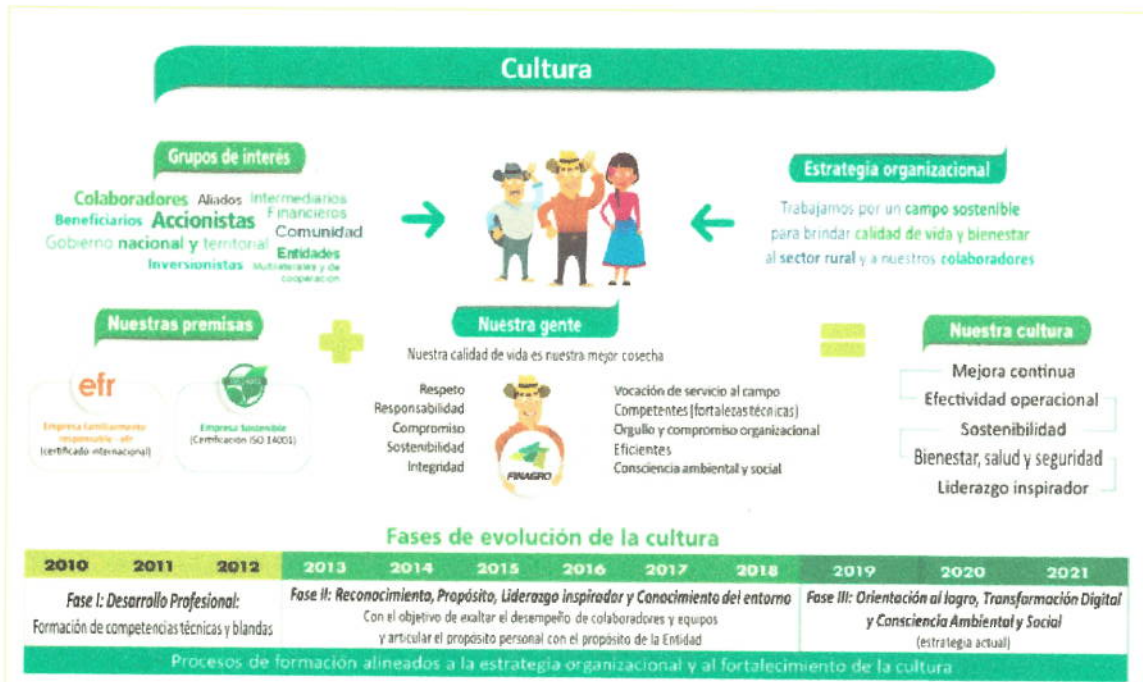 Cultura
Grupos de interés
Colaboradores Aliados Intermediarios
Financieros
Beneficiarios Accionistas
Comunidad
Gobierno nacional y territorial
Entidades
Inversionistas Multilaterales y de
cooperación
Estrategia organizacional
Trabajamos por un campo sostenible
para brindar calidad de vida y bienestar
al sector rural y a nuestros colaboradores
Nuestras premisas
efr
Empresa familiarmente
responsable - efr
(certificado internacional)
Empresa Sostenible
(Certificación ISO 14001)
Nuestra gente
Nuestra calidad de vida es nuestra mejor cosecha
Respeto
Responsabilidad
Compromiso
Sostenibilidad
Integridad
FINAGRO
Vocación de servicio al campo
Competentes (fortalezas técnicas)
Orgullo y compromiso organizacional
Eficientes
Consciencia ambiental y social
Nuestra cultura
Mejora continua
Efectividad operacional
Sostenibilidad
Bienestar, salud y seguridad
Liderazgo inspirador
Fases de evolución de la cultura
2010 2011 2012 2013 2014 2015 2016 2017 2018 2019 2020 2021
Fase I: Desarrollo Profesional:
Formación de competencias técnicas y blandas
Fase II: Reconocimiento, Propósito, Liderazgo inspirador y Conocimiento del entorno
Con el objetivo de exaltar el desempeño de colaboradores y equipos
y articular el propósito personal con el propósito de la Entidad
Fase III: Orientación al logro, Transformación Digital
y Consciencia Ambiental y Social
(estrategia actual)
Procesos de formación alineados a la estrategia organizacional y al fortalecimiento de la cultura